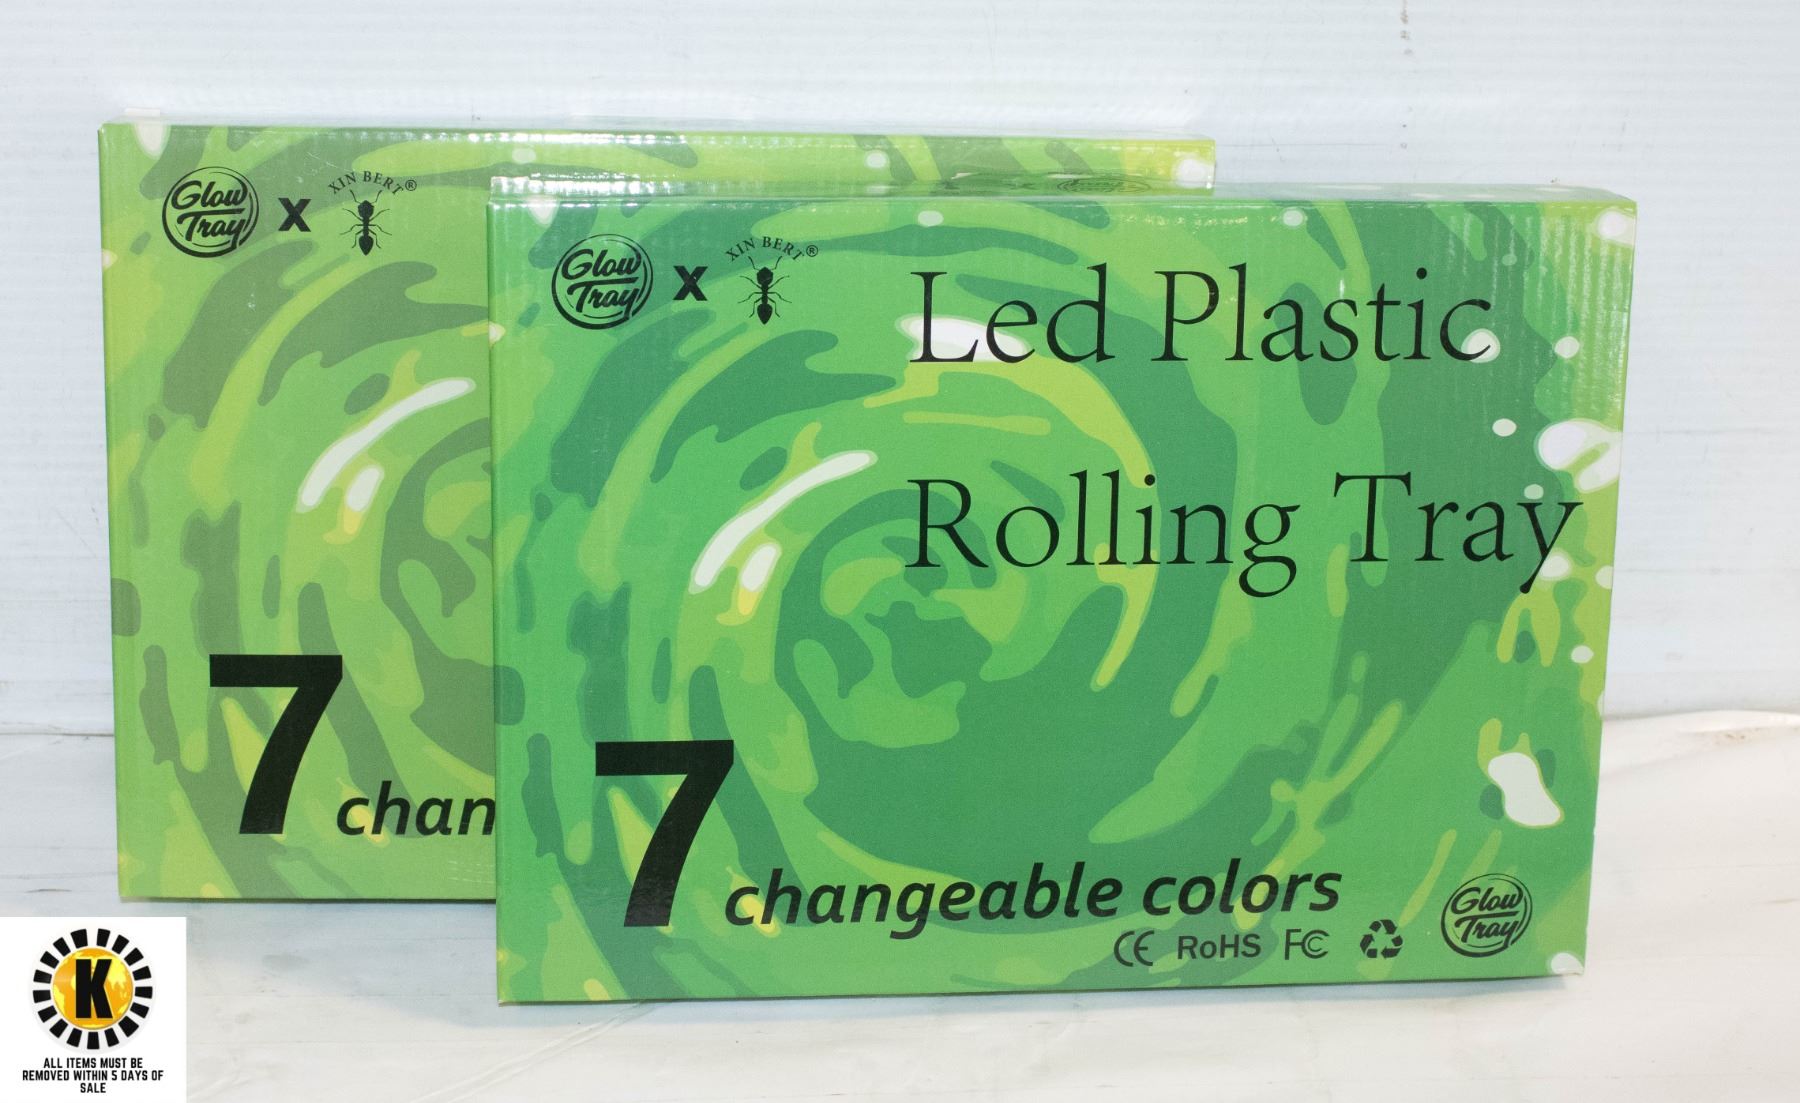 Glow
Tray
X
XIN BERT®
7 chan
Glow
Tray
X
XIN BERT®
Led Plastic
Rolling Tray
7 changeable colors
CE RoHS FC
Glow
Tray
K
ALL ITEMS MUST BE
REMOVED WITHIN 5 DAYS OF
SALE